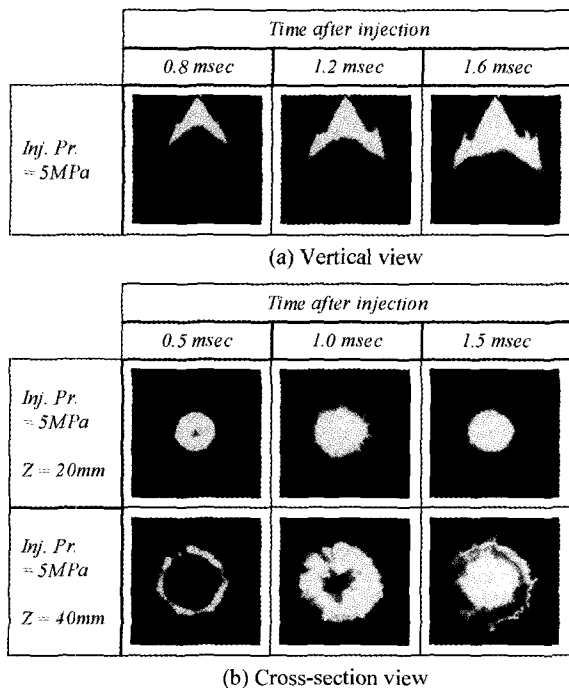 Time after injection
0.8 msec 1.2 msec 1.6 msec
Inj. Pr.
= 5MPa
(a) Vertical view
Time after injection
0.5 msec 1.0 msec 1.5 msec
Inj. Pr.
= 5MPa
Z = 20mm
Inj. Pr.
= 5MPa
Z = 40mm
(b) Cross-section view